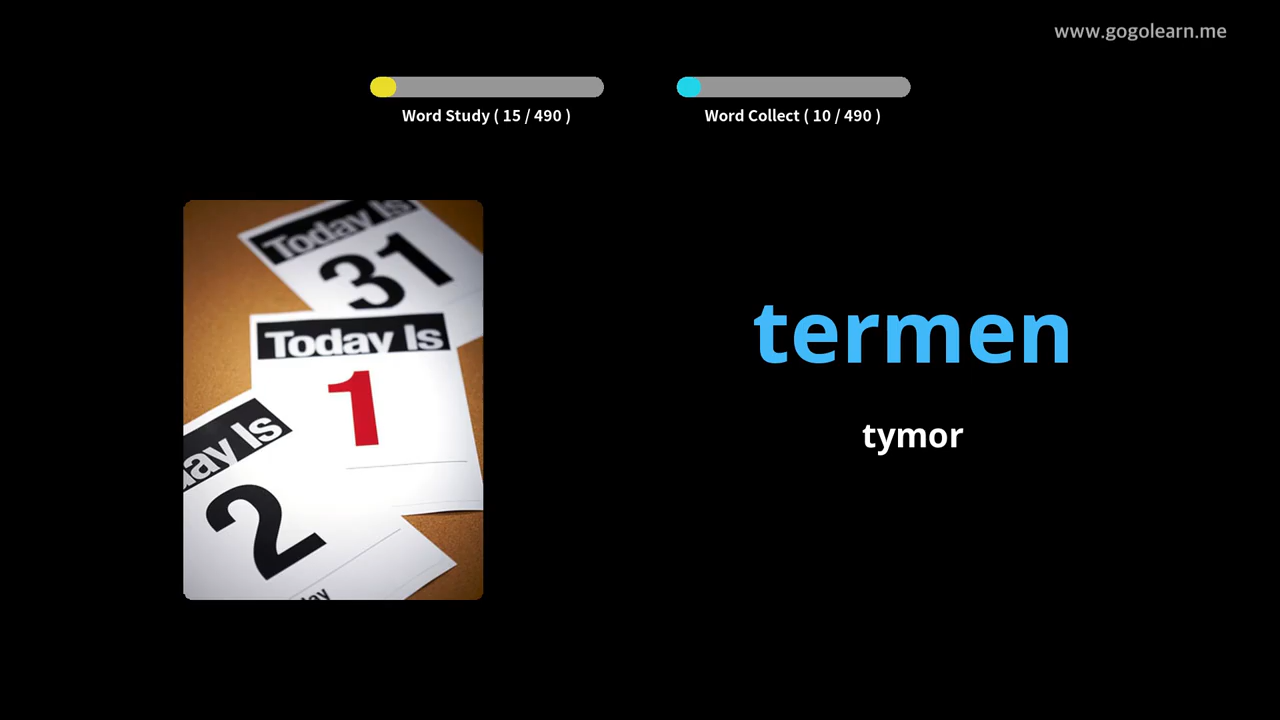 www.gogolearn.me
Word Study ( 15 / 490 )
Word Collect ( 10 / 490 )
Today Is
31
Today Is
1
ay Is
2
ay
termen
tymor